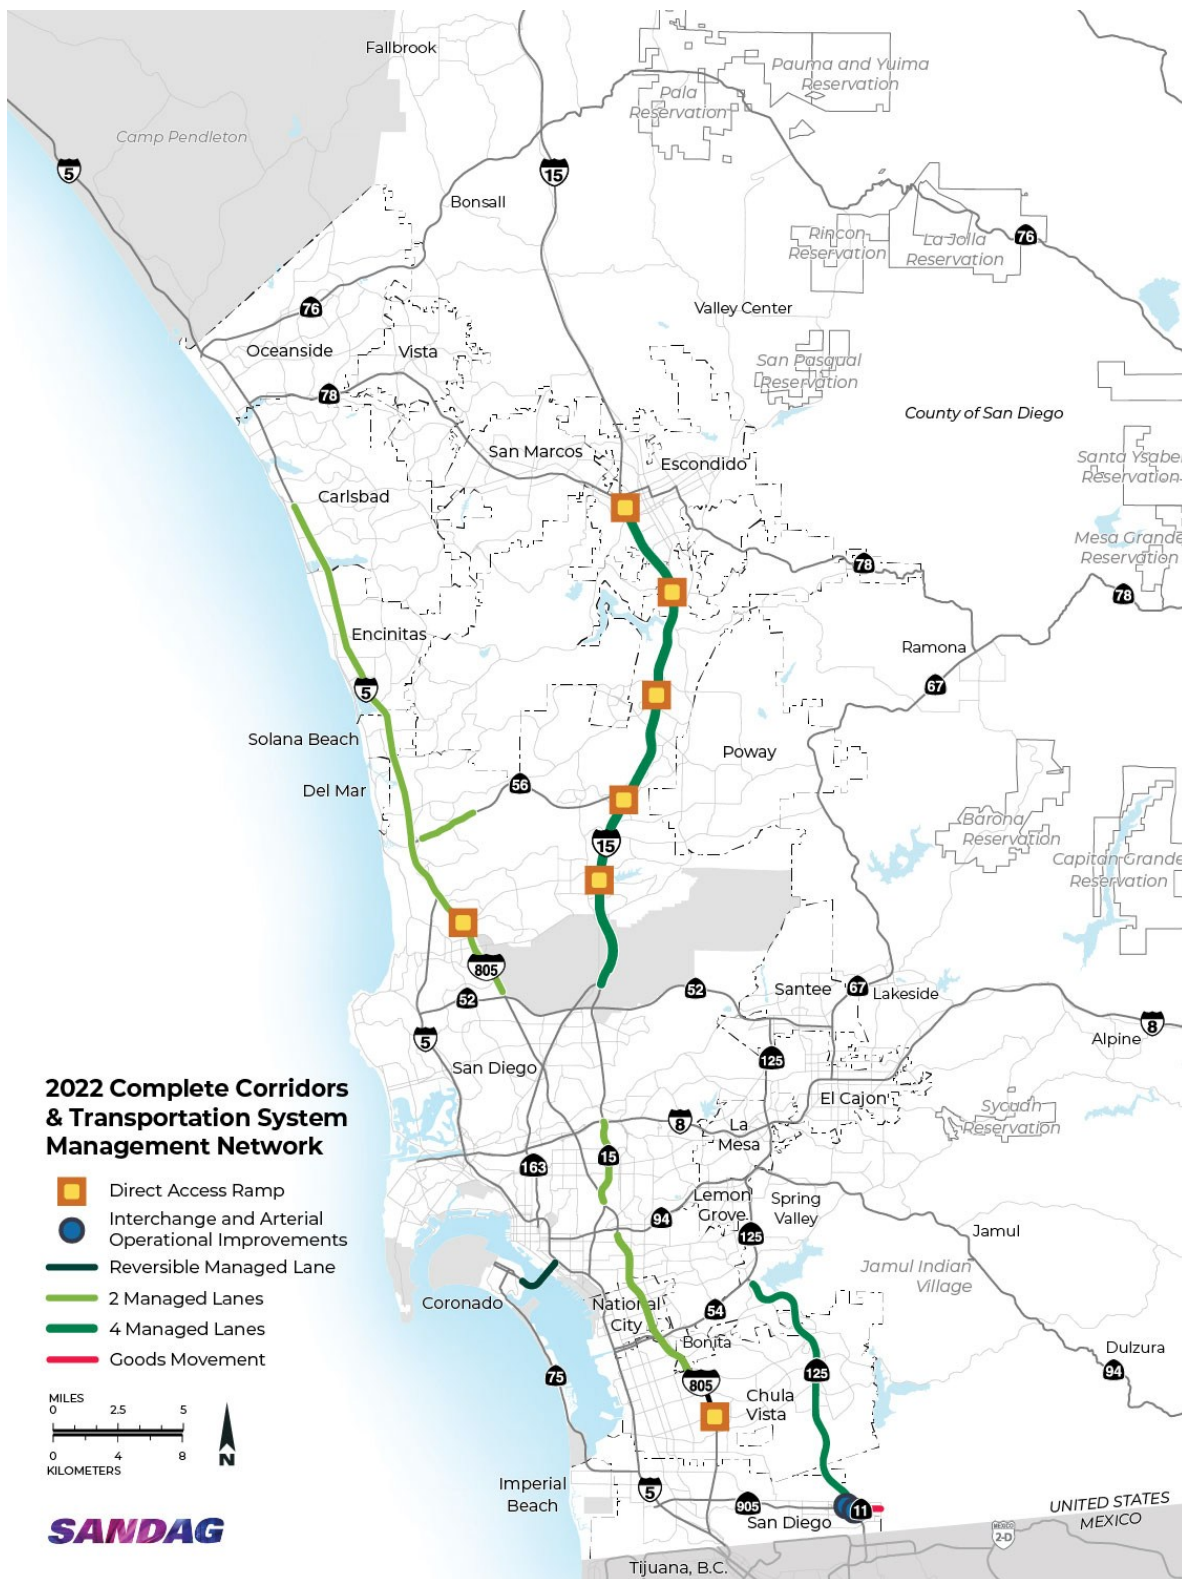 Fallbrook
Pauma and Yuima
Reservation
Pala
Reservation
Camp Pendleton
5
15
Bonsall
Rincon
Reservation
La Jolla
Reservation
76
76
Valley Center
Oceanside
Vista
San Pasqual
Reservation
78
County of San Diego
San Marcos
Escondido
Santa Ysabel
Reservation
Carlsbad
Mesa Grande
Reservation
78
78
Encinitas
Ramona
5
67
Solana Beach
Poway
Del Mar
56
15
Barona
Reservation
Capitan Grande
Reservation
805
52
52
Santee
67
Lakeside
5
8
Alpine
San Diego
125
El Cajon
Sycuan
Reservation
8
La
Mesa
15
163
Lemon
Grove
Spring
Valley
94
125
Jamul
Jamul Indian
Village
Coronado
National
City
54
Bonita
Dulzura
94
75
805
125
Chula
Vista
Imperial
Beach
5
905
San Diego
11
UNITED STATES
MEXICO
MEXICO
2-D
Tijuana, B.C.
2022 Complete Corridors
& Transportation System
Management Network
Direct Access Ramp
Interchange and Arterial
Operational Improvements
Reversible Managed Lane
2 Managed Lanes
4 Managed Lanes
Goods Movement
MILES
0 2.5 5
0 4 8
KILOMETERS
N
SANDAG